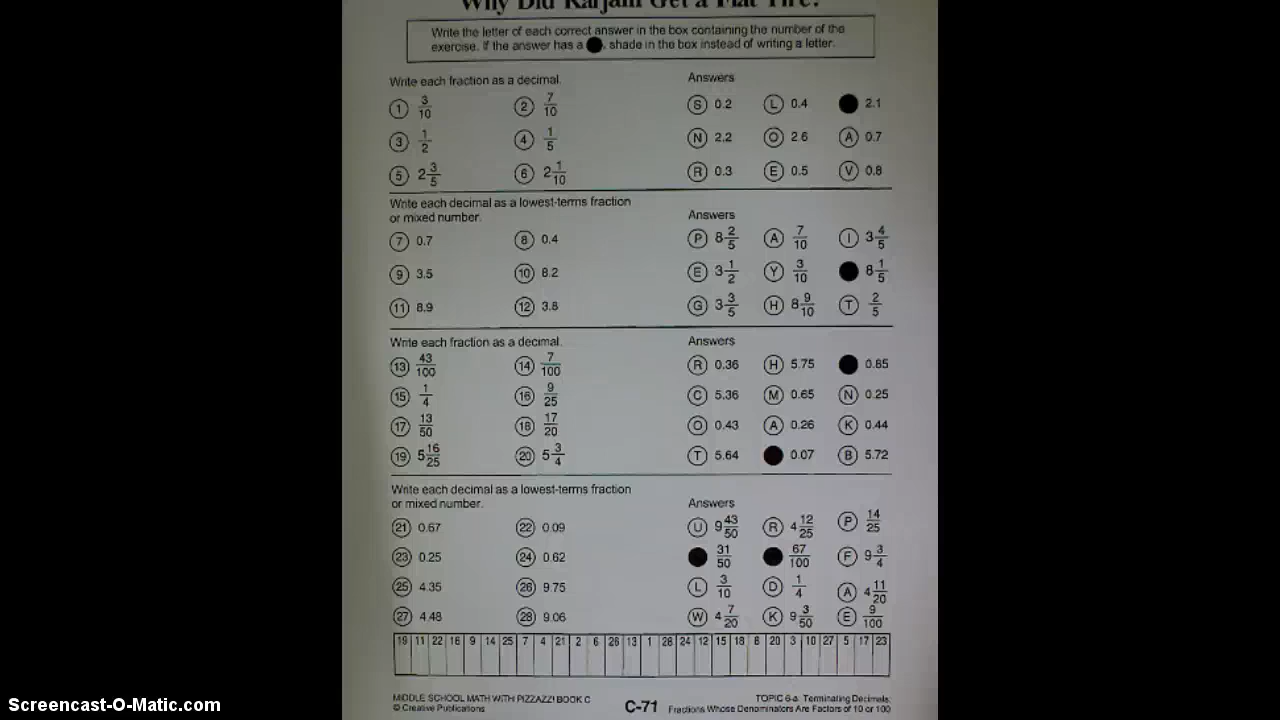 Why Did Karjam Get a Flat Tire?
Write the letter of each correct answer in the box containing the number of the
exercise. If the answer has a ●, shade in the box instead of writing a letter.
Write each fraction as a decimal.
Answers
1 3/10 2 7/10 S 0.2 L 0.4 ● 2.1
3 1/2 4 1/5 N 2.2 O 2.6 A 0.7
5 2 3/5 6 2 1/10 R 0.3 E 0.5 V 0.8
Write each decimal as a lowest-terms fraction
or mixed number.
Answers
7 0.7 8 0.4 P 8 2/5 A 7/10 I 3 4/5
9 3.5 10 8.2 E 3 1/2 Y 3/10 ● 8 1/5
11 8.9 12 3.8 G 3 3/5 H 8 9/10 T 2/5
Write each fraction as a decimal.
Answers
13 43/100 14 7/100 R 0.36 H 5.75 ● 0.85
15 1/4 16 9/25 C 5.36 M 0.65 N 0.25
17 13/50 18 17/20 O 0.43 A 0.26 K 0.44
19 5 16/25 20 5 3/4 T 5.64 ● 0.07 B 5.72
Write each decimal as a lowest-terms fraction
or mixed number.
Answers
21 0.67 22 0.09 U 9 43/50 R 4 12/25 P 14/25
23 0.25 24 0.62 ● 31/50 ● 67/100 F 9 3/4
25 4.35 26 9.75 L 3/10 D 1/4 A 4 11/20
27 4.48 28 9.06 W 4 7/20 K 9 3/50 E 9/100
19 11 22 16 9 14 25 7 4 21 2 6 26 13 1 28 24 12 15 18 8 20 3 10 27 5 17 23
MIDDLE SCHOOL MATH WITH PIZZAZZ! BOOK C
© Creative Publications
C-71
TOPIC 6-a: Terminating Decimals:
Fractions Whose Denominators Are Factors of 10 or 100
Screencast-O-Matic.com